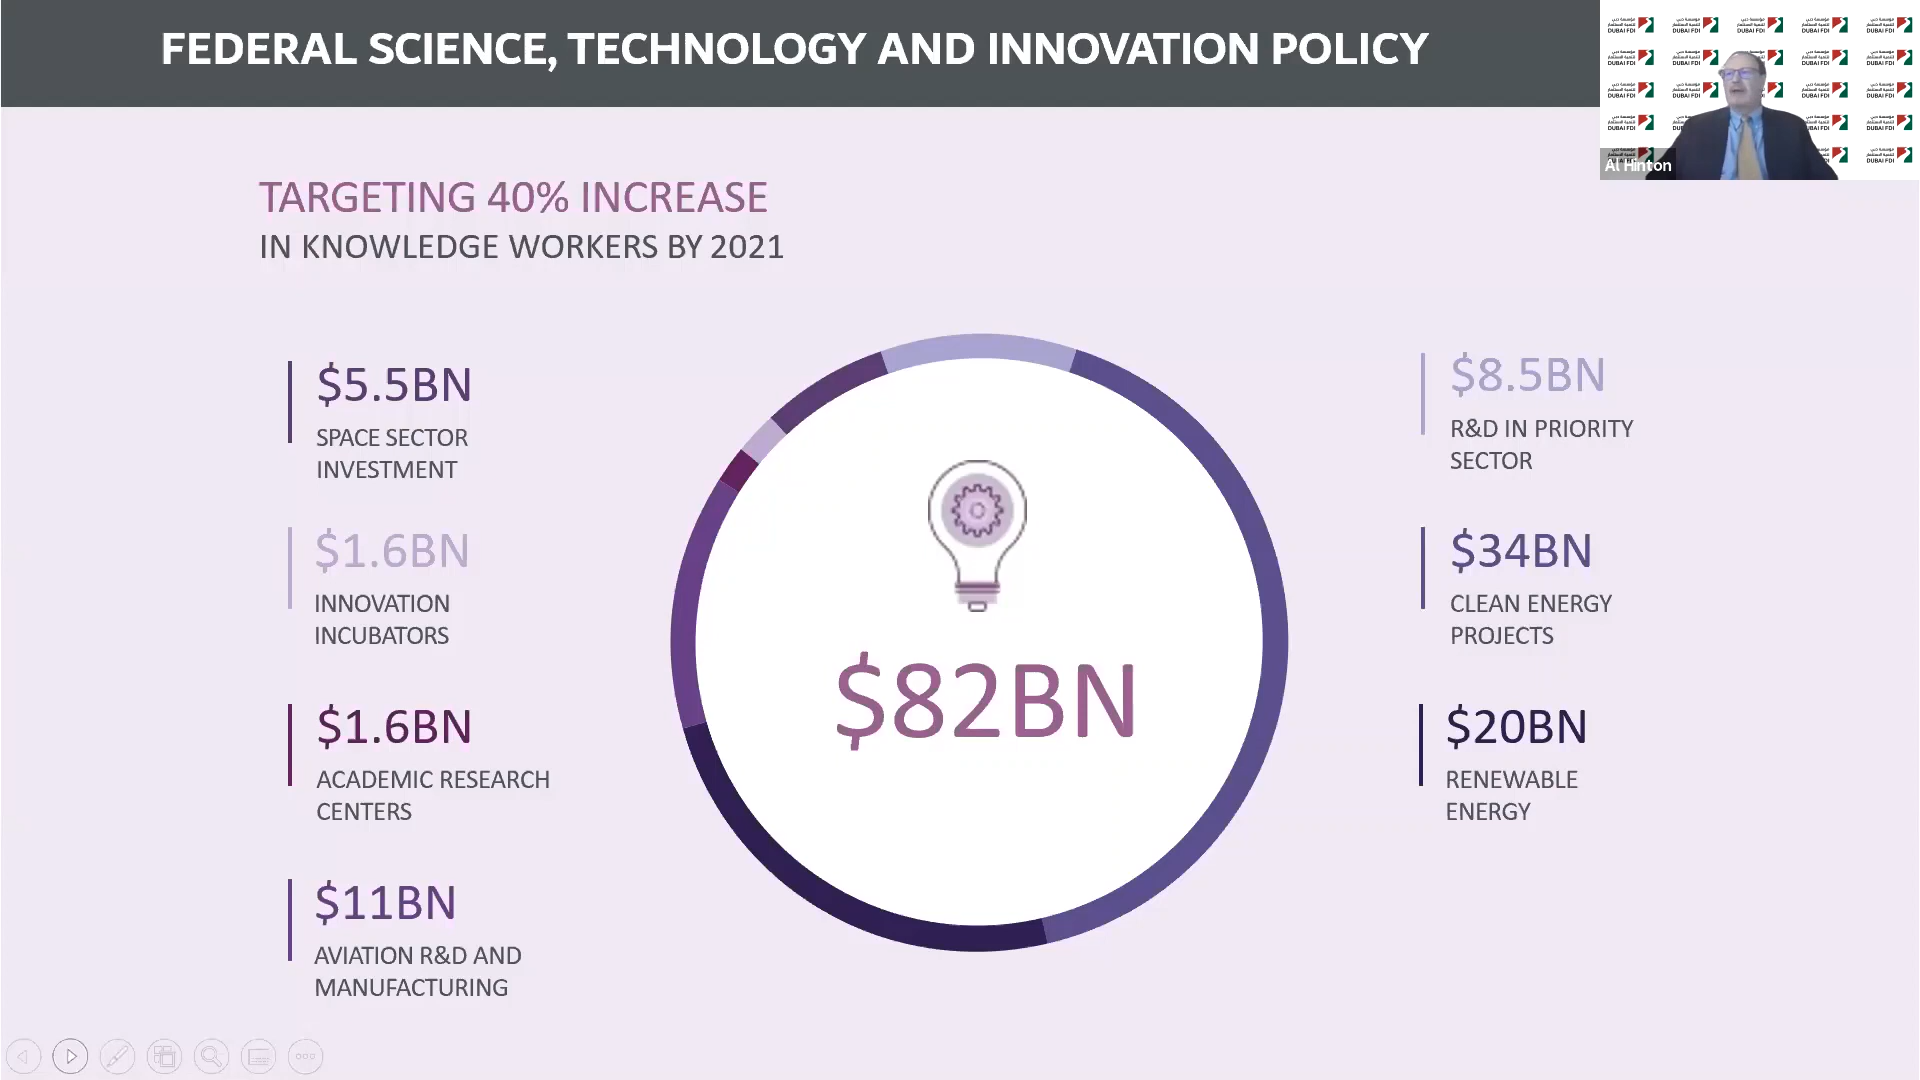 FEDERAL SCIENCE, TECHNOLOGY AND INNOVATION POLICY
TARGETING 40% INCREASE
IN KNOWLEDGE WORKERS BY 2021
$5.5BN
SPACE SECTOR
INVESTMENT
$1.6BN
INNOVATION
INCUBATORS
$1.6BN
ACADEMIC RESEARCH
CENTERS
$11BN
AVIATION R&D AND
MANUFACTURING
$82BN
$8.5BN
R&D IN PRIORITY
SECTOR
$34BN
CLEAN ENERGY
PROJECTS
$20BN
RENEWABLE
ENERGY
DUBAI FDI
Al Hinton